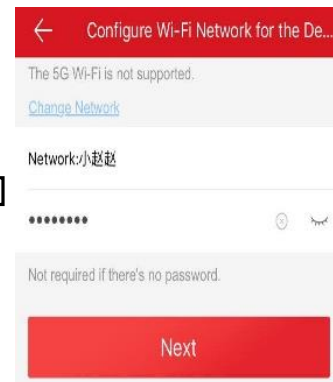 Configure Wi-Fi Network for the De...
The 5G Wi-Fi is not supported.
Change Network
Network:小赵赵
••••••••
Not required if there's no password.
Next